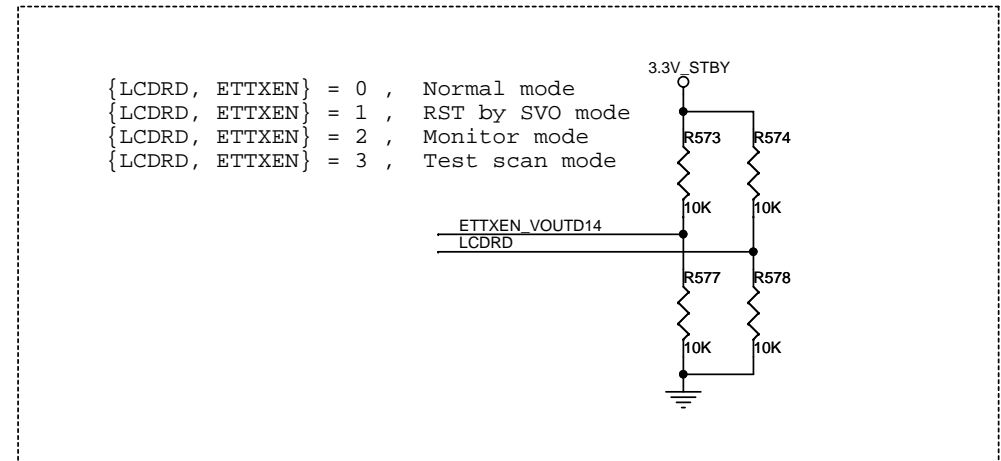 3.3V_STBY
{LCDRD, ETTXEN} = 0 , Normal mode
{LCDRD, ETTXEN} = 1 , RST by SVO mode
{LCDRD, ETTXEN} = 2 , Monitor mode
{LCDRD, ETTXEN} = 3 , Test scan mode
R573
R574
10K
10K
ETTXEN_VOUTD14
LCDRD
R577
R578
10K
10K